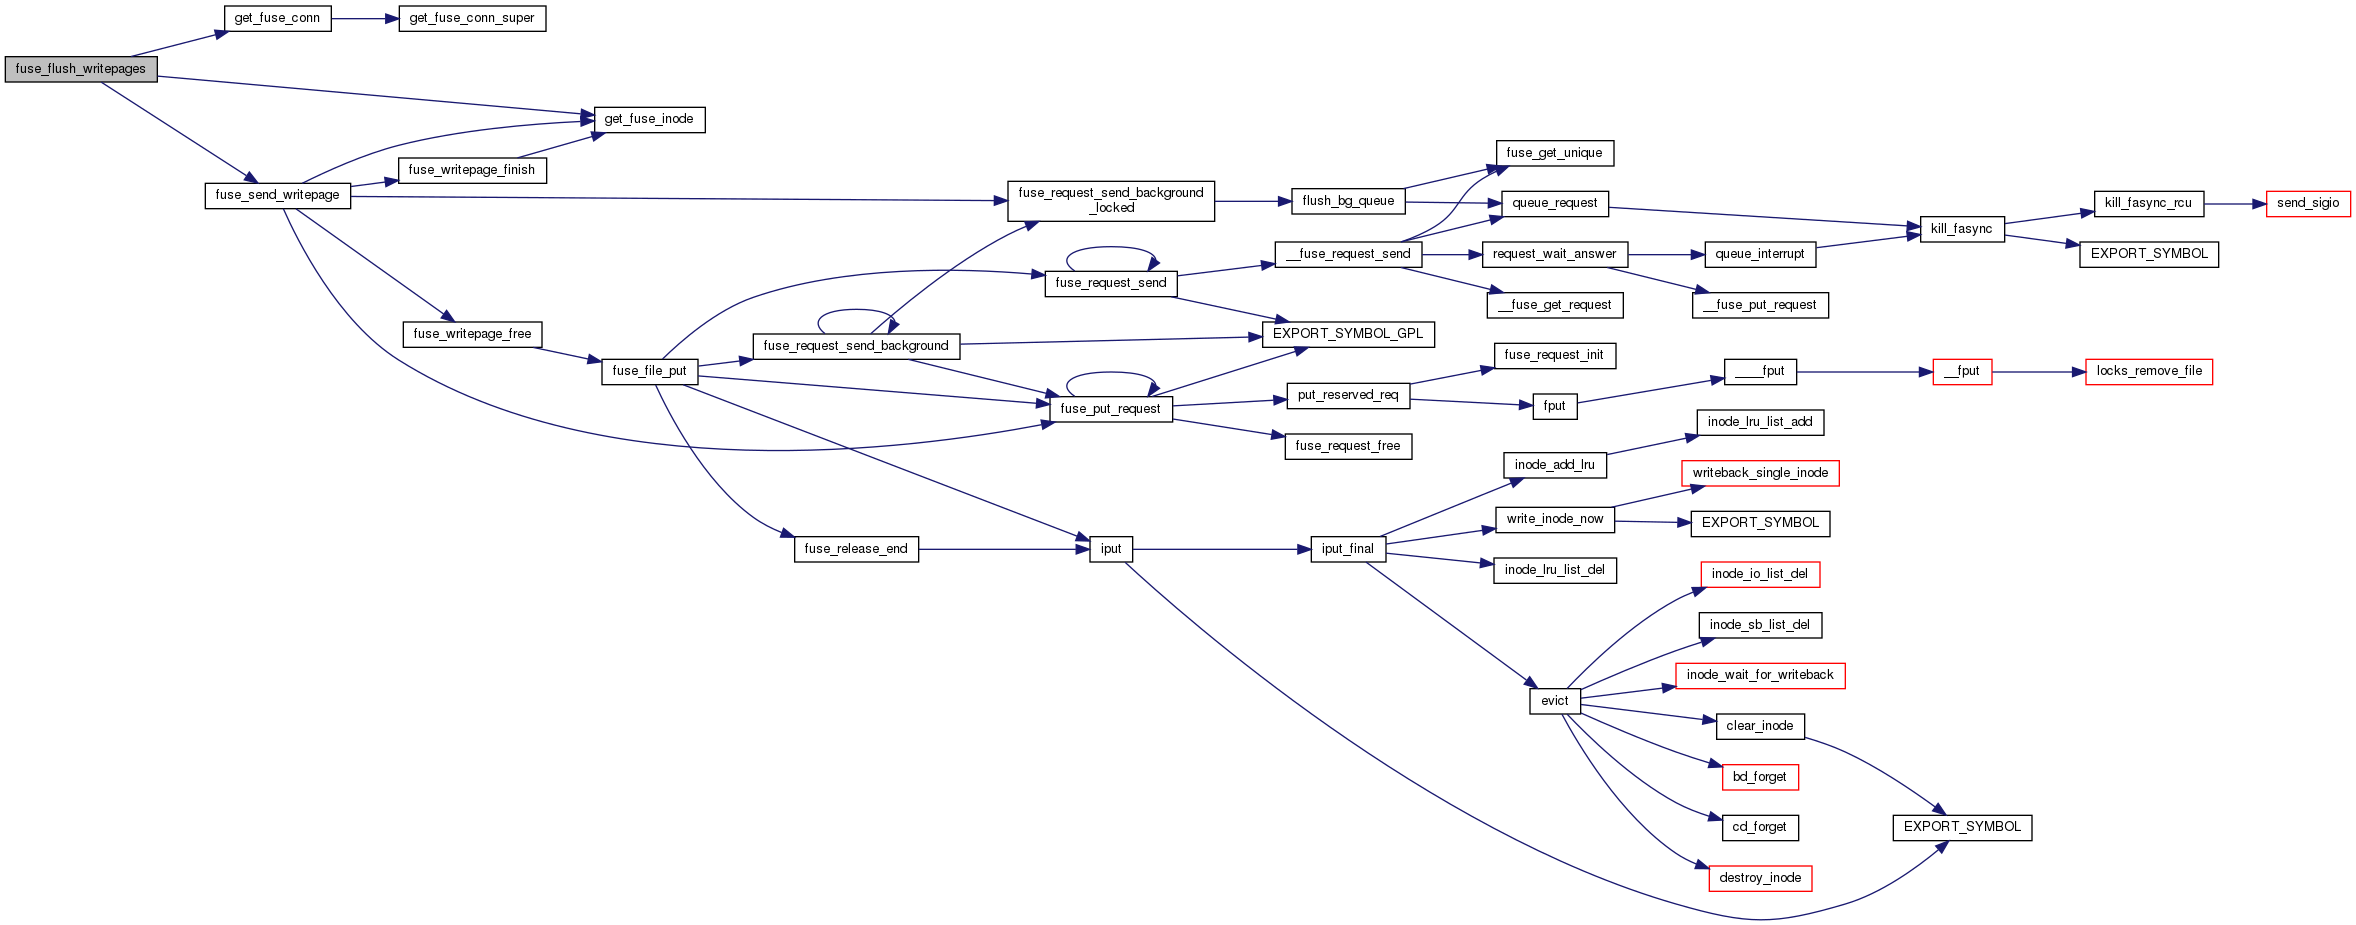 get_fuse_conn
get_fuse_conn_super
fuse_flush_writepages
get_fuse_inode
fuse_get_unique
fuse_writepage_finish
fuse_send_writepage
fuse_request_send_background
_locked
flush_bg_queue
queue_request
kill_fasync_rcu
send_sigio
kill_fasync
EXPORT_SYMBOL
__fuse_request_send
request_wait_answer
queue_interrupt
fuse_request_send
__fuse_get_request
__fuse_put_request
fuse_writepage_free
EXPORT_SYMBOL_GPL
fuse_request_send_background
fuse_request_init
fuse_file_put
____fput
__fput
locks_remove_file
put_reserved_req
fuse_put_request
fput
inode_lru_list_add
fuse_request_free
inode_add_lru
writeback_single_inode
write_inode_now
EXPORT_SYMBOL
fuse_release_end
iput
iput_final
inode_lru_list_del
inode_io_list_del
inode_sb_list_del
inode_wait_for_writeback
evict
clear_inode
bd_forget
cd_forget
EXPORT_SYMBOL
destroy_inode